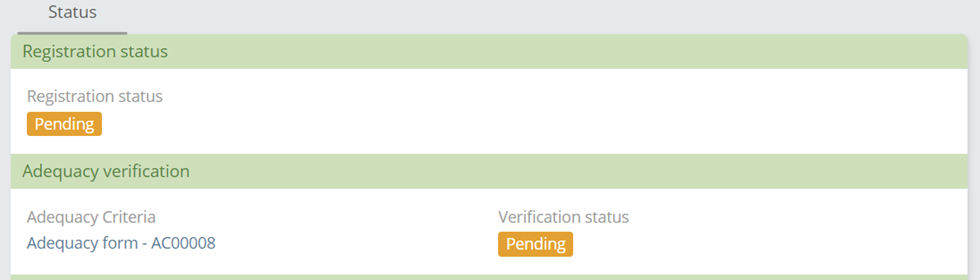 Status
Registration status
Registration status
Pending
Adequacy verification
Adequacy Criteria
Verification status
Adequacy form - AC00008
Pending